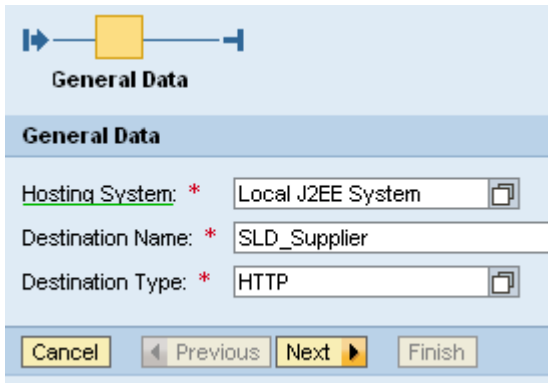 General Data
General Data
Hosting System: * Local J2EE System
Destination Name: * SLD_Supplier
Destination Type: * HTTP
Cancel Previous Next Finish